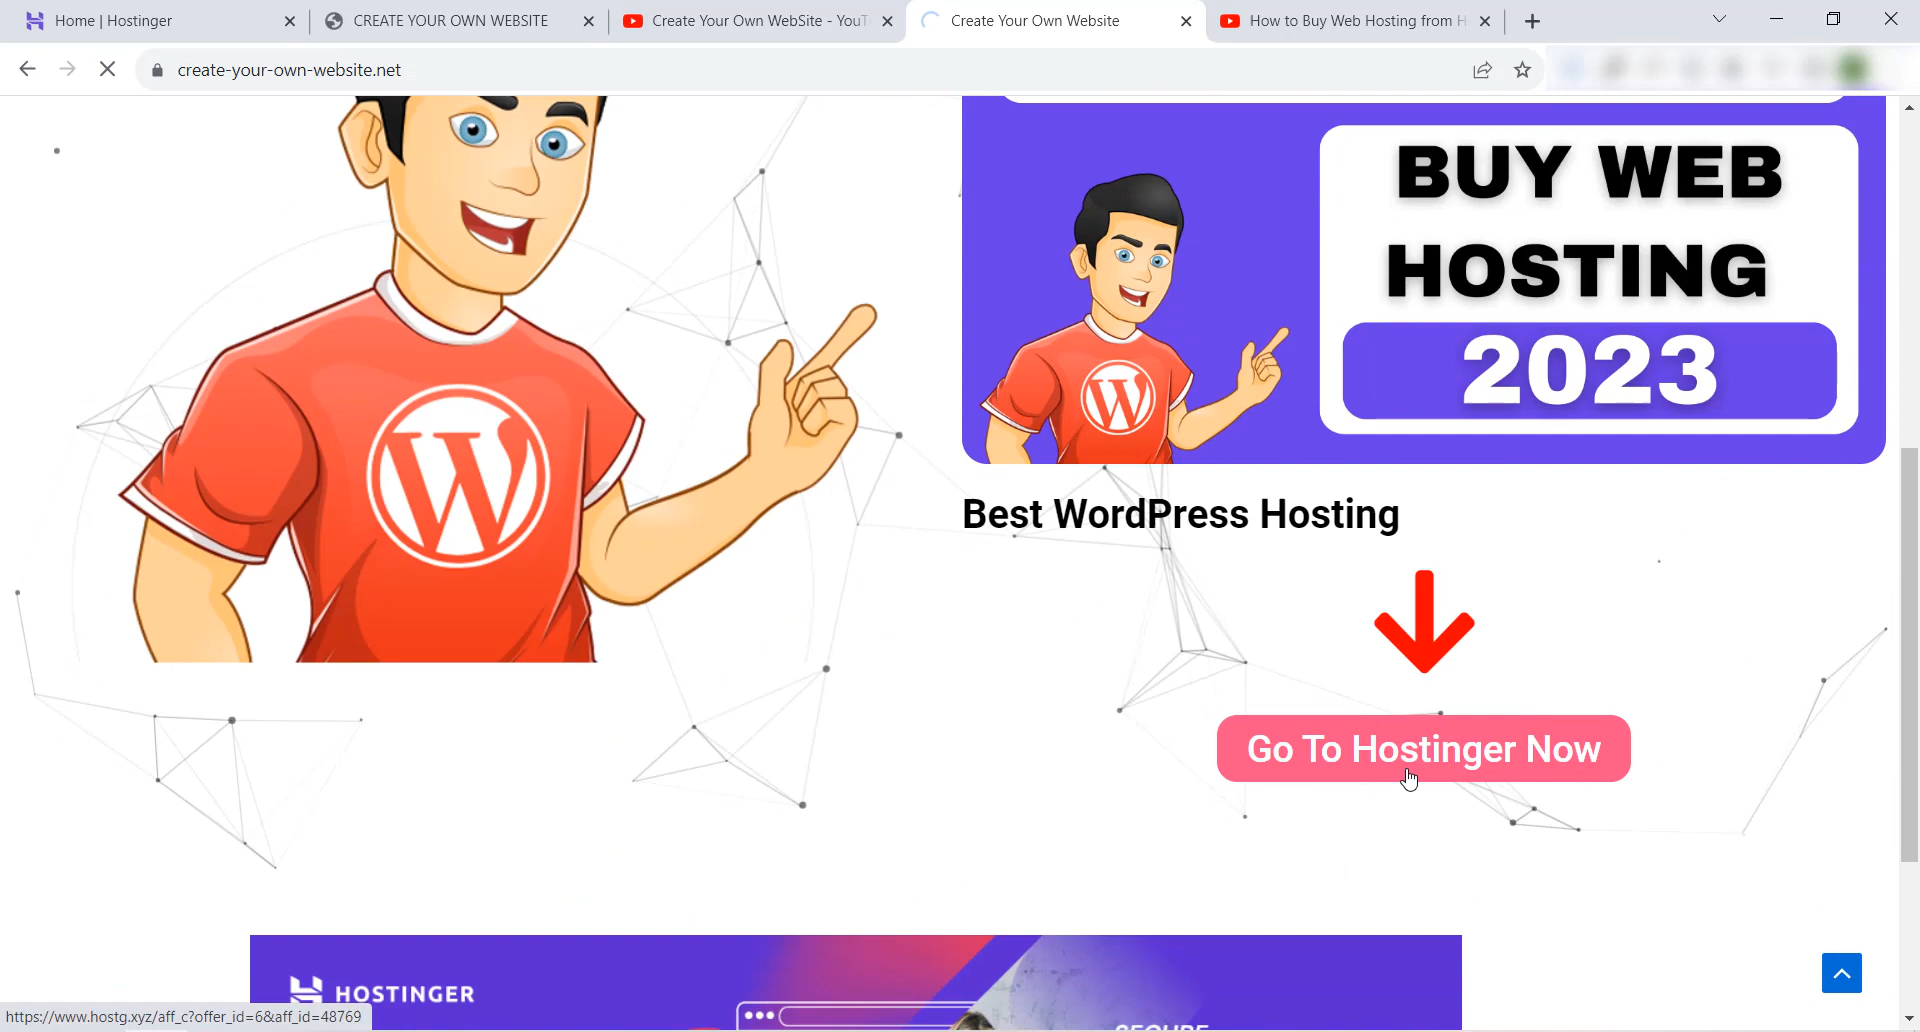 Home | Hostinger
CREATE YOUR OWN WEBSITE
Create Your Own WebSite - YouT
Create Your Own Website
How to Buy Web Hosting from H
create-your-own-website.net
BUY WEB
HOSTING
2023
Best WordPress Hosting
Go To Hostinger Now
HOSTINGER
SECURE
https://www.hostg.xyz/aff_c?offer_id=6&aff_id=48769